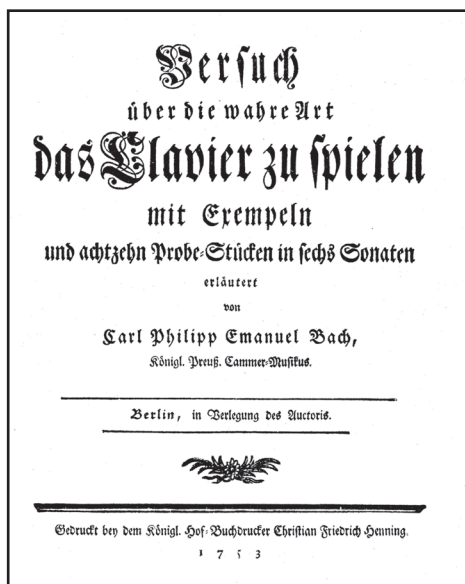 Versuch
über die wahre Art
das Clavier zu spielen
mit Exempeln
und achtzehn Probe-Stücken in sechs Sonaten
erläutert
von
Carl Philipp Emanuel Bach,
Königl. Preuß. Cammer-Musikus.
Berlin, in Verlegung des Auctoris.
Gedruckt bey dem Königl. Hof-Buchdrucker Christian Friedrich Henning.
1753